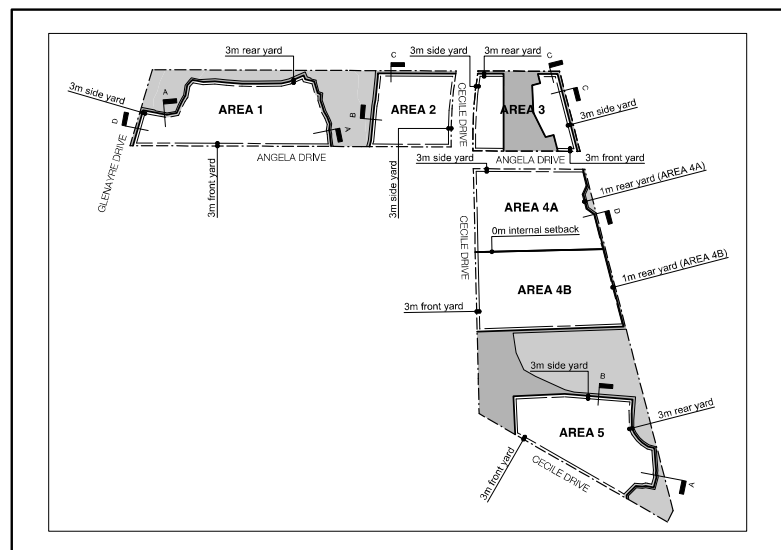 3m rear yard
C
3m side yard
3m rear yard
C
3m side yard
A
D
AREA 1
A
B
AREA 2
CECILE DRIVE
AREA 3
C
3m side yard
GLENAYRE DRIVE
3m front yard
ANGELA DRIVE
3m side yard
3m side yard
ANGELA DRIVE
3m front yard
AREA 4A
1m rear yard (AREA 4A)
D
CECILE DRIVE
0m internal setback
AREA 4B
1m rear yard (AREA 4B)
3m front yard
3m side yard
B
3m rear yard
AREA 5
3m front yard
CECILE DRIVE
A